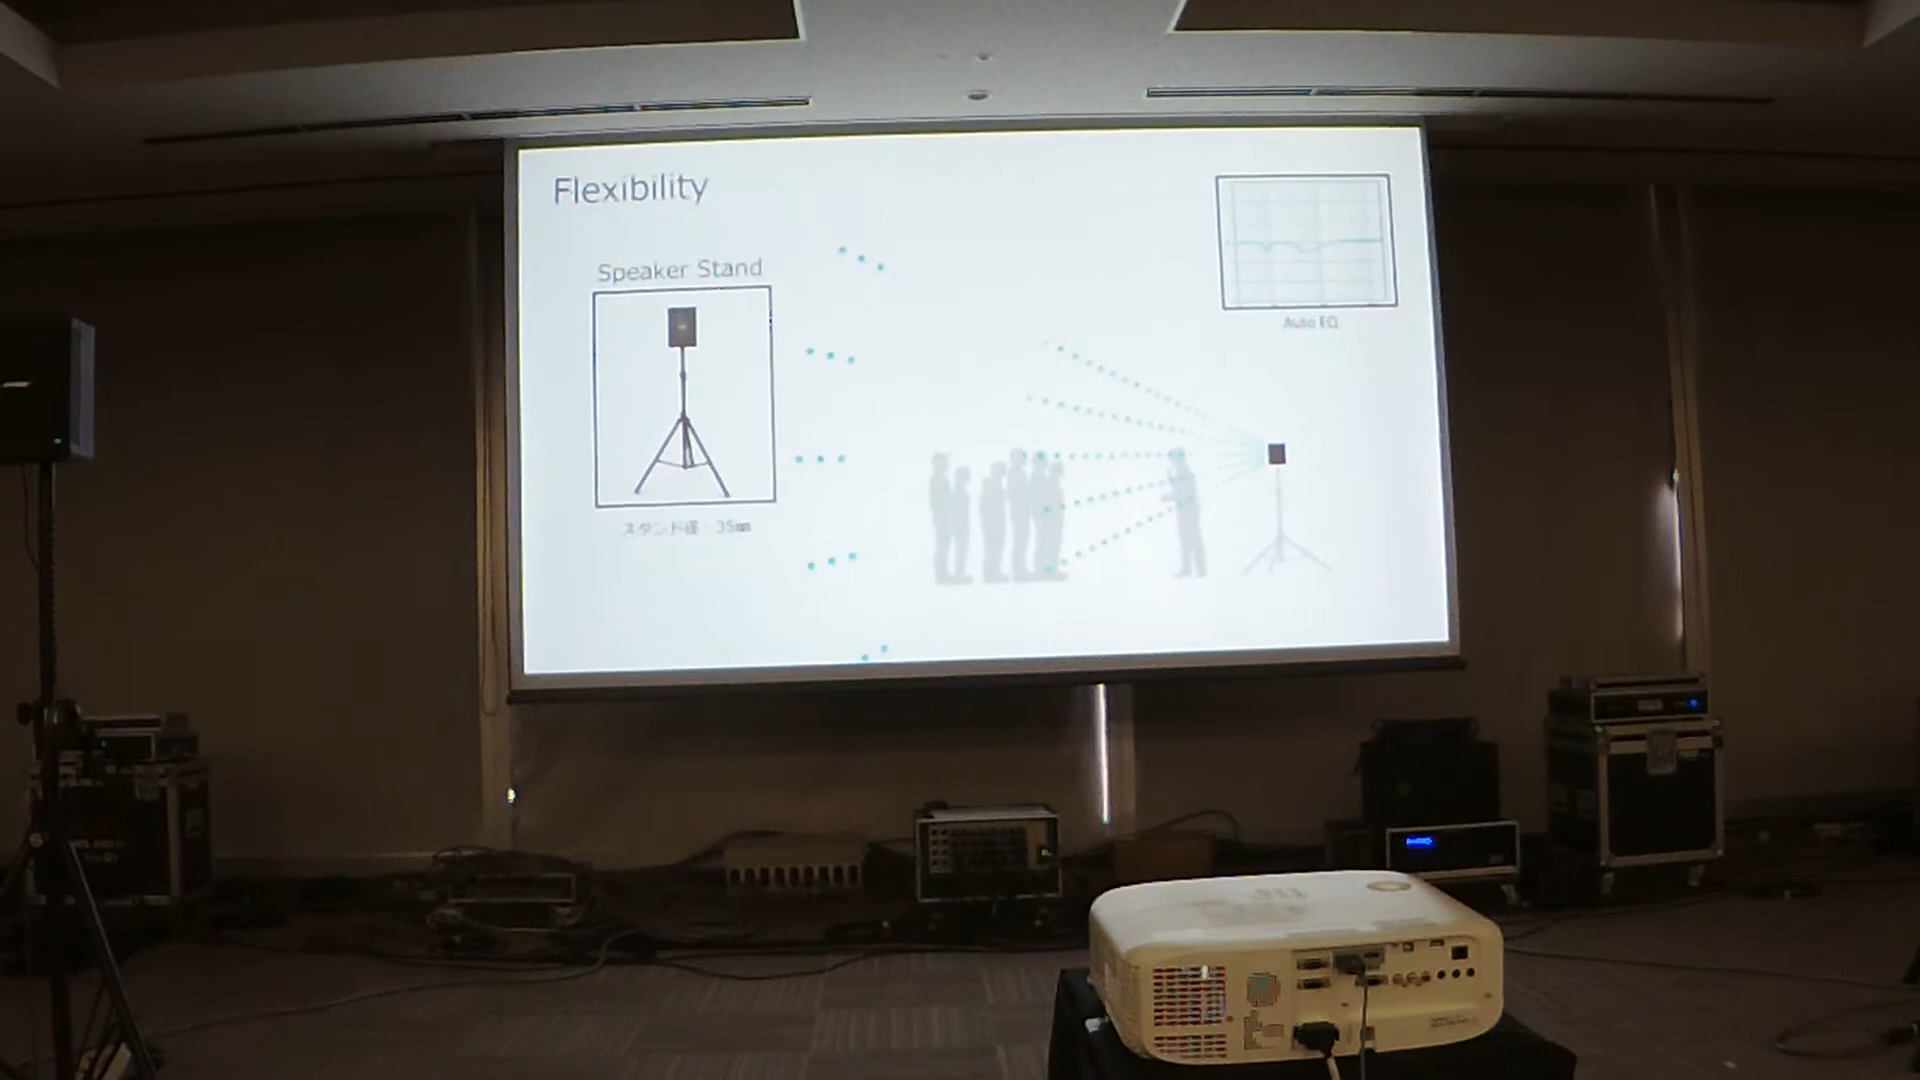 Flexibility
Speaker Stand
スタンド径 35㎜
Auto EQ